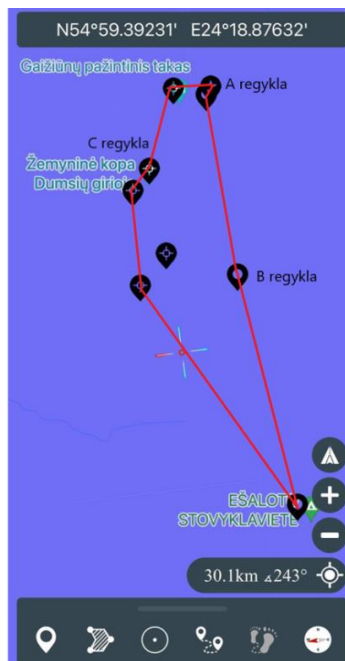 N54°59.39231' E24°18.87632'
Gaižiūnų pažintinis takas
A regykla
C regykla
Žemyninė kopa
Dumsių girioj
B regykla
EŠALOTO
STOVYKLAVIETĖ
30.1km ∡243°